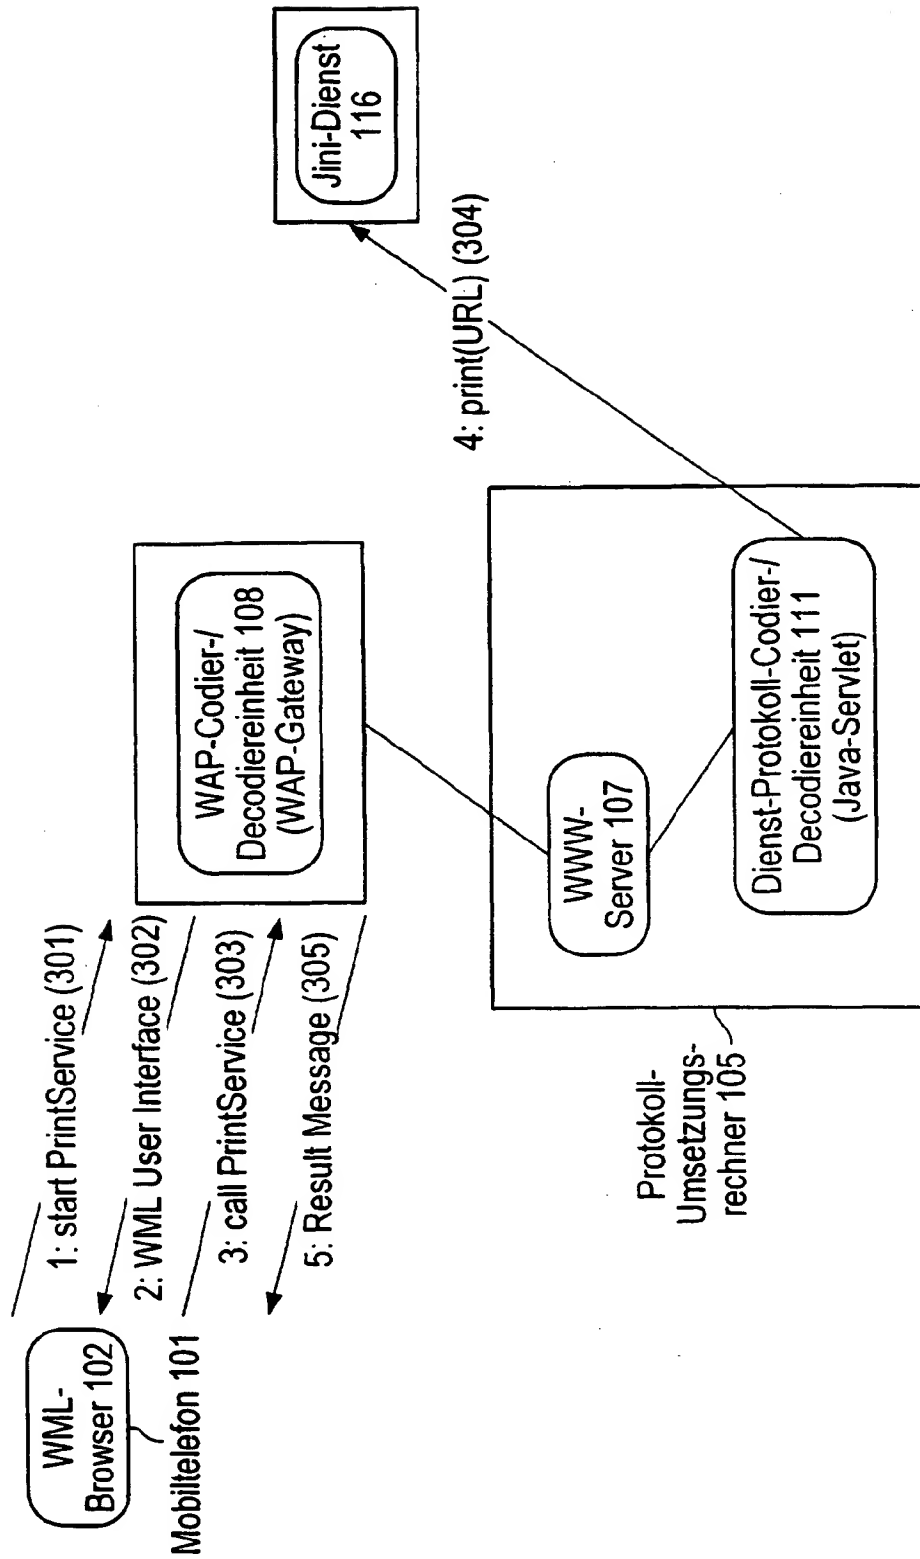 WML-
Browser 102
Mobiltelefon 101
1: start PrintService (301)
2: WML User Interface (302)
3: call PrintService (303)
5: Result Message (305)
WAP-Codier-/
Decodiereinheit 108
(WAP-Gateway)
Jini-Dienst
116
4: print(URL) (304)
Protokoll-
Umsetzungs-
rechner 105
WWW-
Server 107
Dienst-Protokoll-Codier-/
Decodiereinheit 111
(Java-Servlet)